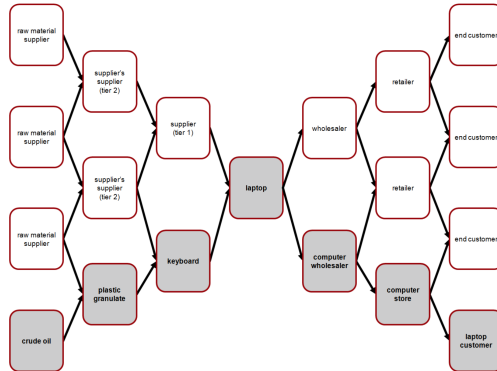 raw material
supplier
raw material
supplier
raw material
supplier
crude oil
supplier's
supplier
(tier 2)
supplier's
supplier
(tier 2)
plastic
granulate
supplier
(tier 1)
keyboard
laptop
wholesaler
computer
wholesaler
retailer
retailer
computer
store
end customer
end customer
end customer
laptop
customer